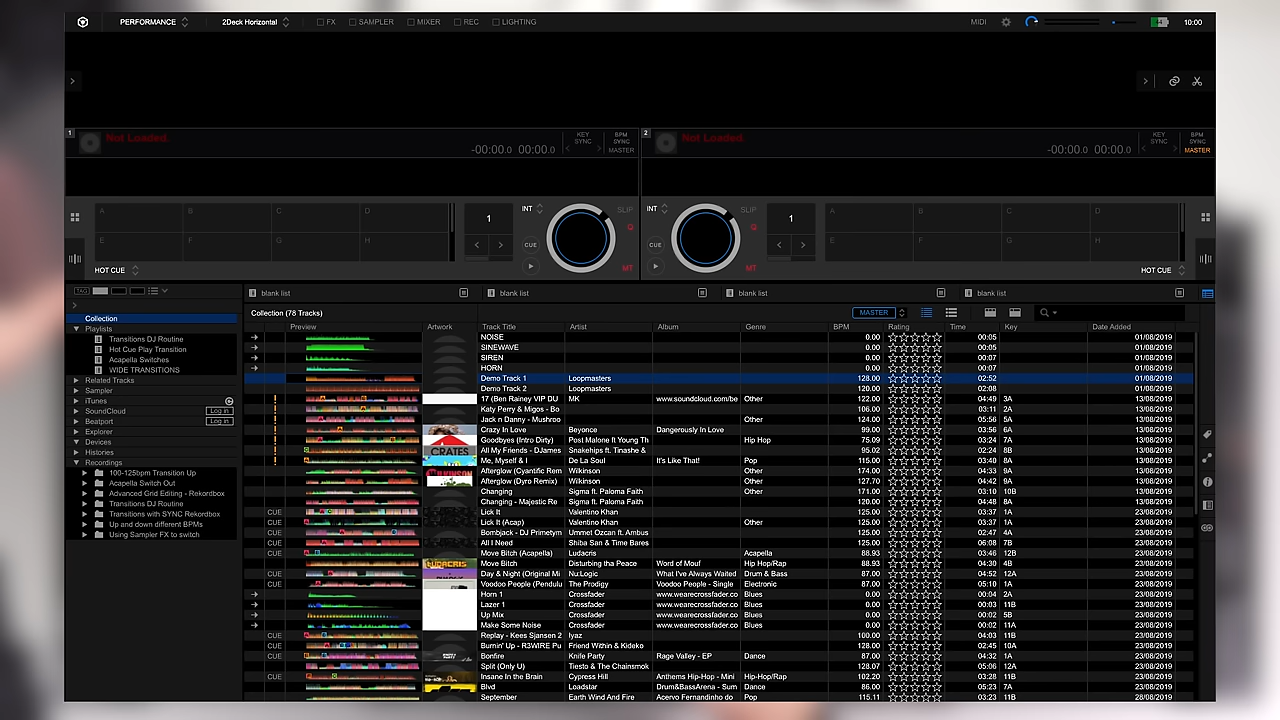 PERFORMANCE 2Deck Horizontal FX SAMPLER MIXER REC LIGHTING MIDI 10:00
1 Not Loaded. KEY SYNC BPM SYNC MASTER -00:00.0 00:00.0
2 Not Loaded. KEY SYNC BPM SYNC MASTER -00:00.0 00:00.0
A B C D 1 INT SLIP Q CUE MT
E F G H
HOT CUE
INT SLIP Q CUE MT 1 A B C D
E F G H
HOT CUE
TAG
blank list blank list blank list blank list
Collection
Playlists
Transitions DJ Routine
Hot Cue Play Transition
Acapella Switches
WIDE TRANSITIONS
Related Tracks
Sampler
iTunes
SoundCloud Log in
Beatport Log in
Explorer
Devices
Histories
Recordings
100-125bpm Transition Up
Acapella Switch Out
Advanced Grid Editing - Rekordbox
Transitions DJ Routine
Transitions with SYNC Rekordbox
Up and down different BPMs
Using Sampler FX to switch
Collection (78 Tracks) MASTER
Preview Artwork Track Title Artist Album Genre BPM Rating Time Key Date Added
NOISE 0.00 00:05 01/08/2019
SINEWAVE 0.00 00:05 01/08/2019
SIREN 0.00 00:07 01/08/2019
HORN 0.00 00:07 01/08/2019
Demo Track 1 Loopmasters 128.00 02:52 01/08/2019
Demo Track 2 Loopmasters 120.00 02:08 01/08/2019
17 (Ben Rainey VIP DU MK www.soundcloud.com/be Other 122.00 04:49 3A 13/08/2019
Katy Perry & Migos - Bo 106.00 03:11 2A 13/08/2019
Jack n Danny - Mushroo Other 124.00 05:56 5A 13/08/2019
Crazy In Love Beyonce Dangerously In Love 99.00 03:56 6A 13/08/2019
Goodbyes (Intro Dirty) Post Malone ft Young Th Hip Hop 75.09 03:24 7A 13/08/2019
CRATES All My Friends - DJames Snakehips ft. Tinashe & 95.02 02:24 8B 13/08/2019
Me, Myself & I De La Soul It's Like That! Pop 115.00 03:39 4A 13/08/2019
Afterglow (Cyantific Rem Wilkinson Other 174.00 04:33 9A 13/08/2019
WILKINSON Afterglow (Dyro Remix) Wilkinson Other 127.70 04:42 9A 13/08/2019
Changing Sigma ft. Paloma Faith Other 171.00 03:10 10B 13/08/2019
Changing - Majestic Re Sigma ft. Paloma Faith 120.00 04:48 8A 13/08/2019
CUE Lick It Valentino Khan 125.00 03:37 1A 23/08/2019
CUE Lick It (Acap) Valentino Khan Other 125.00 03:37 1A 23/08/2019
CUE Bombjack - DJ Primetym Ummet Ozcan ft. Ambus 125.00 02:47 4A 23/08/2019
CUE All I Need Shiba San & Time Bares 125.00 06:08 7B 23/08/2019
CUE Move Bitch (Acapella) Ludacris Acapella 88.93 03:46 12B 23/08/2019
LUDACRIS Move Bitch Disturbing tha Peace Word of Mouf Hip Hop/Rap 88.93 04:30 4B 23/08/2019
CUE Day & Night (Original Mi Nu:Logic What I've Always Waited Drum & Bass 87.00 04:52 12A 23/08/2019
CUE Voodoo People (Pendulu The Prodigy Voodoo People - Single Electronic 87.00 05:10 1A 23/08/2019
Horn 1 Crossfader www.wearecrossfader.co Blues 0.00 00:04 2A 23/08/2019
Lazer 1 Crossfader www.wearecrossfader.co Blues 0.00 00:03 11B 23/08/2019
Up Mix Crossfader www.wearecrossfader.co Blues 0.00 00:02 5B 23/08/2019
Make Some Noise Crossfader www.wearecrossfader.co Blues 0.00 00:02 11A 23/08/2019
CUE Replay - Kees Sjansen 2 Iyaz 100.00 04:03 11B 23/08/2019
CUE Burnin' Up - R3WIRE Pu Armand Given & Kideko 128.00 02:45 10A 23/08/2019
CUE Bonfire Knife Party Rage Valley - EP Dance 87.00 04:32 1A 23/08/2019
Split (Only U) Tiesto & The Chainsmok 128.07 05:06 12A 23/08/2019
CUE Insane In the Brain Cypress Hill Anthems Hip-Hop - Mini Hip-Hop/Rap 102.20 03:28 11B 23/08/2019
Blvd Loadstar Drum&BassArena - Sum Dance 86.00 05:23 7A 23/08/2019
September Earth Wind And Fire Acervo Fernandinho do Pop 115.11 03:23 11B 28/08/2019